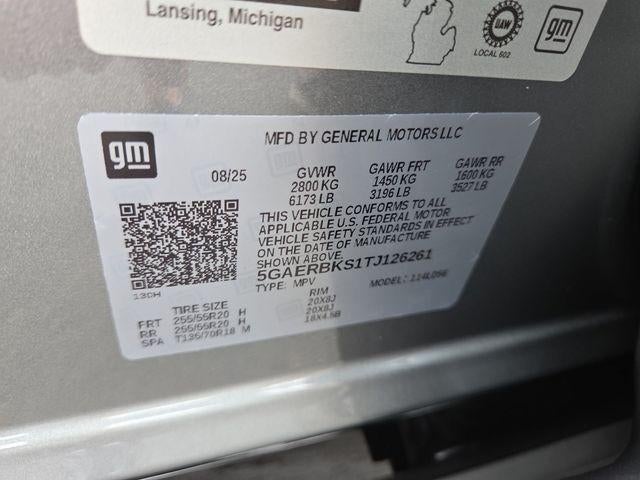 Lansing, Michigan
UAW
LOCAL 602
gm
gm
MFD BY GENERAL MOTORS LLC
08/25 GVWR GAWR FRT GAWR RR
2800 KG 1450 KG 1600 KG
6173 LB 3196 LB 3527 LB
THIS VEHICLE CONFORMS TO ALL
APPLICABLE U.S. FEDERAL MOTOR
VEHICLE SAFETY STANDARDS IN EFFECT
ON THE DATE OF MANUFACTURE
SHOWN ABOVE
5GAERBKS1TJ126261
TYPE: MPV MODEL: 114L056
13DH
TIRE SIZE RIM
FRT 255/55R20 H 20X8J
RR 255/55R20 H 20X8J
SPA T135/70R18 M 18X4.5B